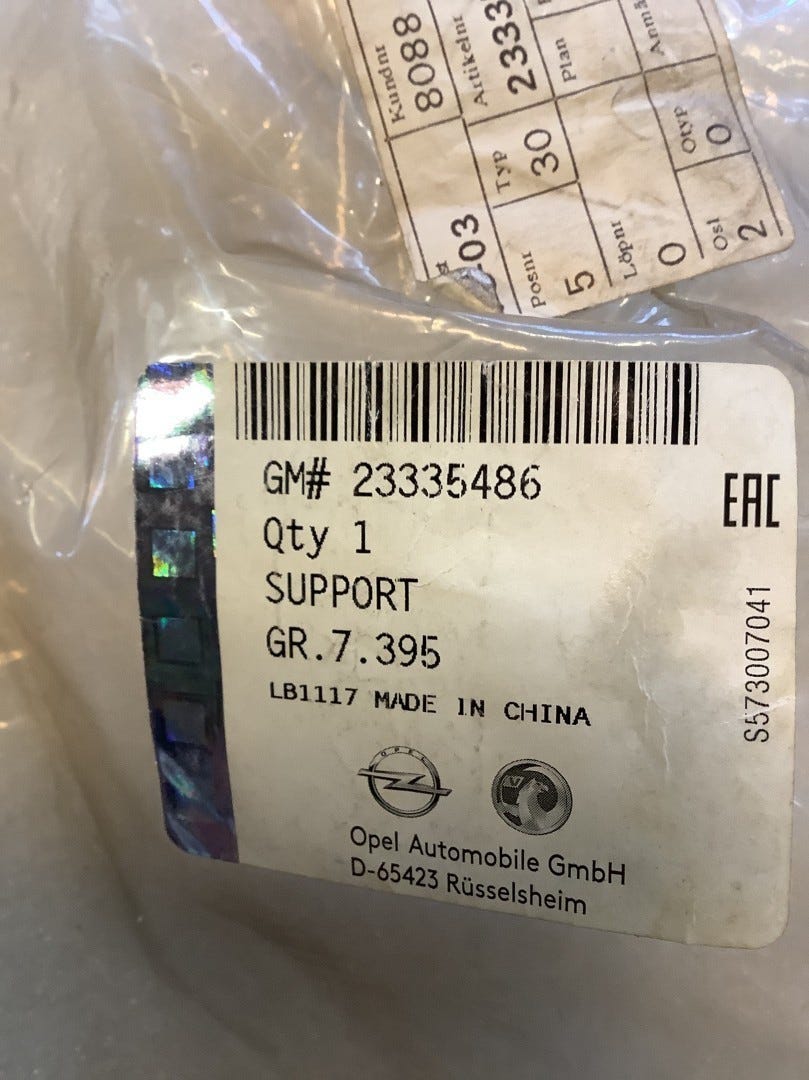 Kundnr
8088
Artikelnr
2333
Plan
Typ
30
.03
Posnr
5
Löpnr
0
Otyp
0
Osl
2
GM# 23335486
Qty 1
SUPPORT
GR.7.395
LB1117 MADE IN CHINA
EAC
S573007041
OPEL
Opel Automobile GmbH
D-65423 Rüsselsheim